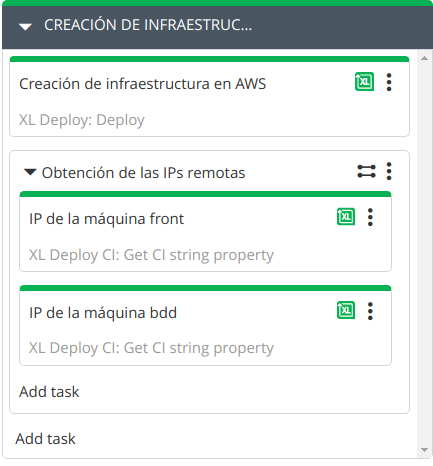 CREACIÓN DE INFRAESTRUC...
Creación de infraestructura en AWS
XL
XL Deploy: Deploy
Obtención de las IPs remotas
IP de la máquina front
XL
XL Deploy CI: Get CI string property
IP de la máquina bdd
XL
XL Deploy CI: Get CI string property
Add task
Add task